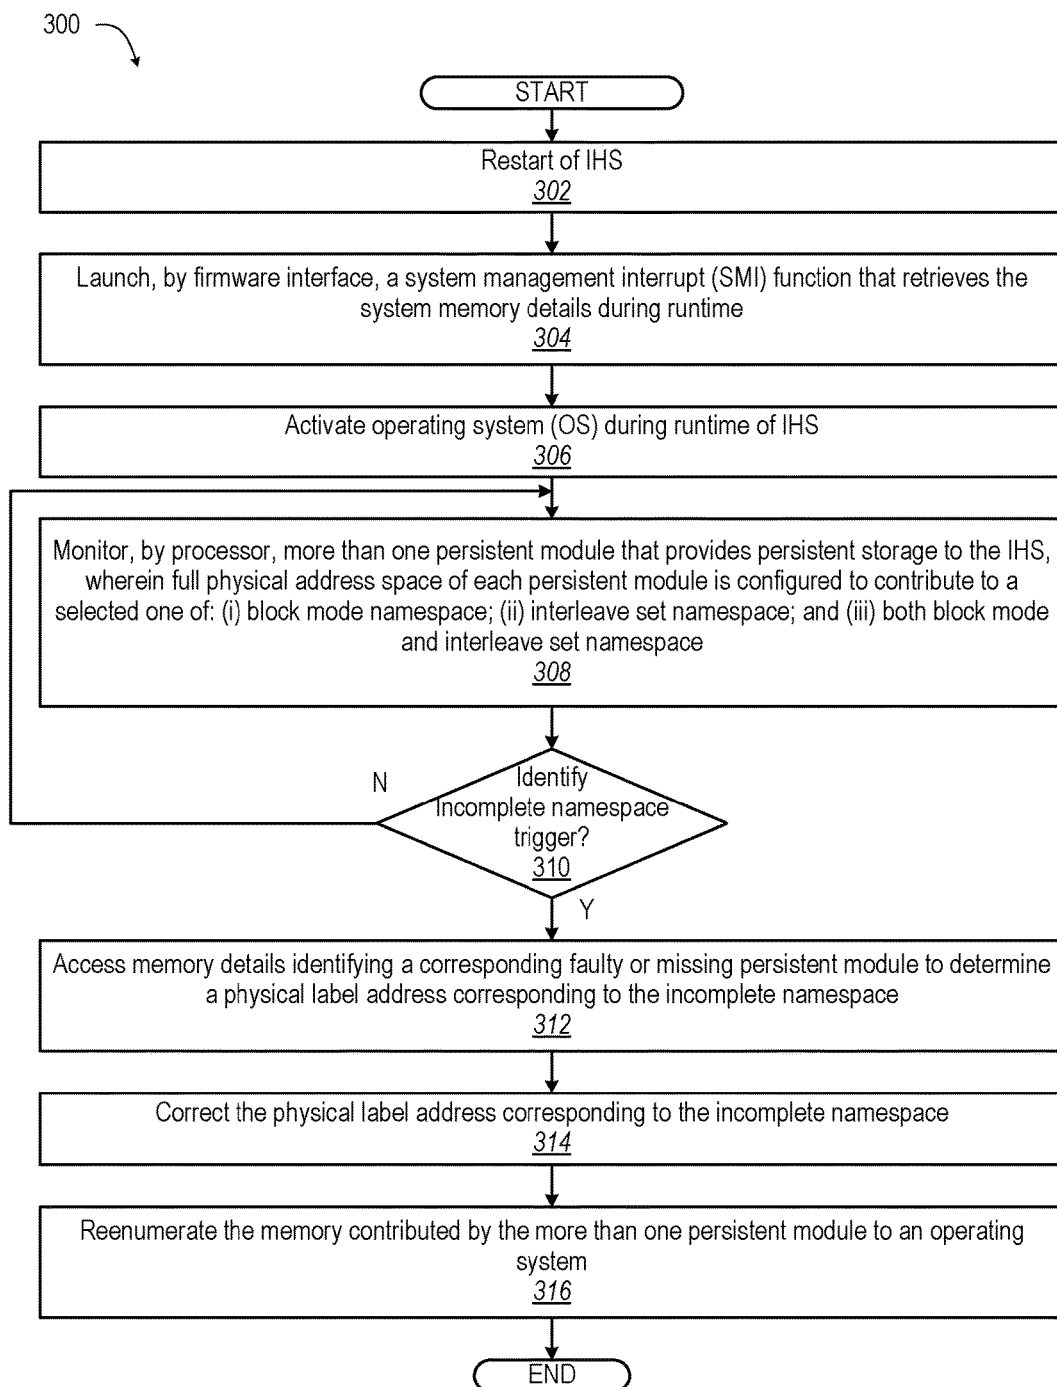 300
START
Restart of IHS
302
Launch, by firmware interface, a system management interrupt (SMI) function that retrieves the
system memory details during runtime
304
Activate operating system (OS) during runtime of IHS
306
Monitor, by processor, more than one persistent module that provides persistent storage to the IHS,
wherein full physical address space of each persistent module is configured to contribute to a
selected one of: (i) block mode namespace; (ii) interleave set namespace; and (iii) both block mode
and interleave set namespace
308
N
Identify
Incomplete namespace
trigger?
310
Y
Access memory details identifying a corresponding faulty or missing persistent module to determine
a physical label address corresponding to the incomplete namespace
312
Correct the physical label address corresponding to the incomplete namespace
314
Reenumerate the memory contributed by the more than one persistent module to an operating
system
316
END